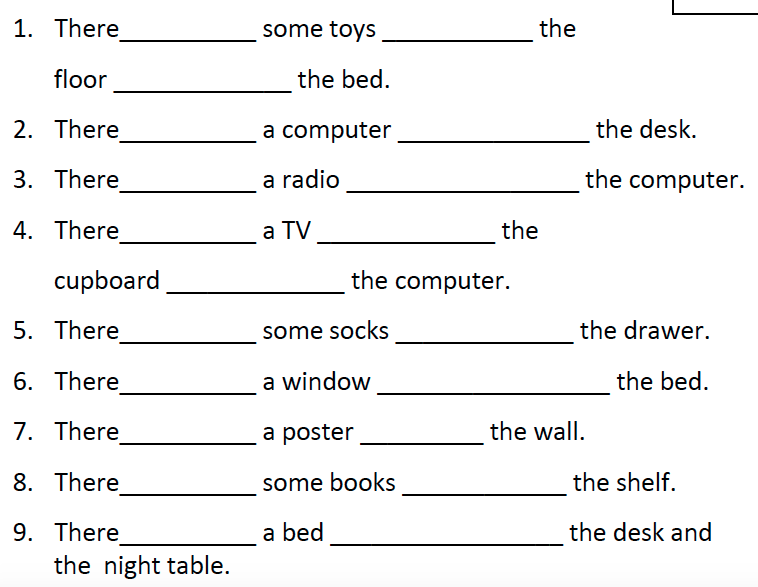 1. There__________ some toys ___________ the
floor _____________ the bed.
2. There__________ a computer ______________ the desk.
3. There__________ a radio _________________ the computer.
4. There__________ a TV _____________ the
cupboard _____________ the computer.
5. There__________ some socks _____________ the drawer.
6. There__________ a window _________________ the bed.
7. There__________ a poster _________ the wall.
8. There__________ some books ____________ the shelf.
9. There__________ a bed _________________ the desk and
the night table.